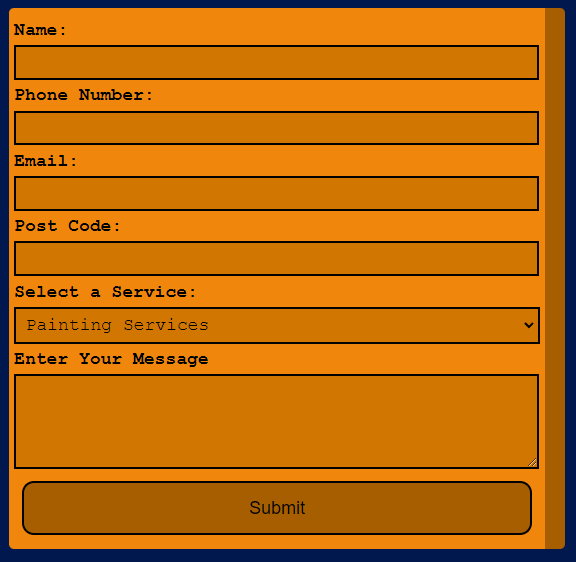 Name:
Phone Number:
Email:
Post Code:
Select a Service:
Painting Services
Enter Your Message
Submit